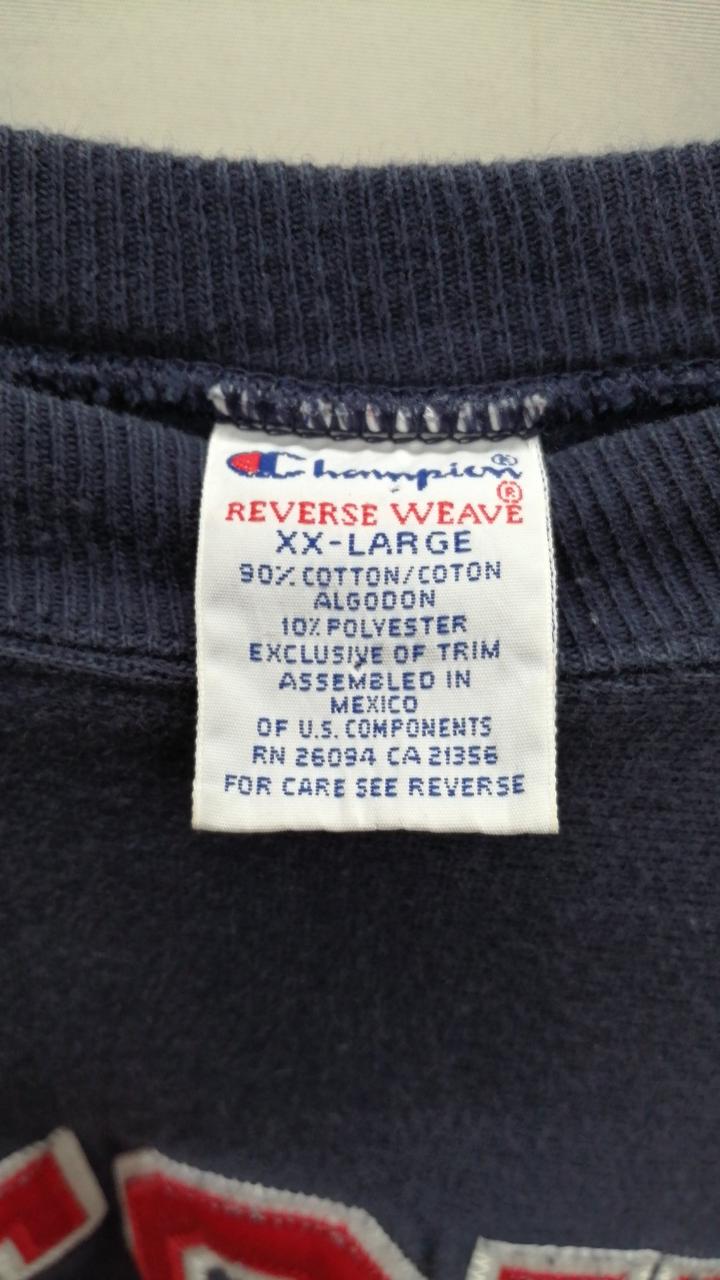 Champion®
®
REVERSE WEAVE
XX-LARGE
90% COTTON/COTON
ALGODON
10% POLYESTER
EXCLUSIVE OF TRIM
ASSEMBLED IN
MEXICO
OF U.S. COMPONENTS
RN 26094 CA 21356
FOR CARE SEE REVERSE